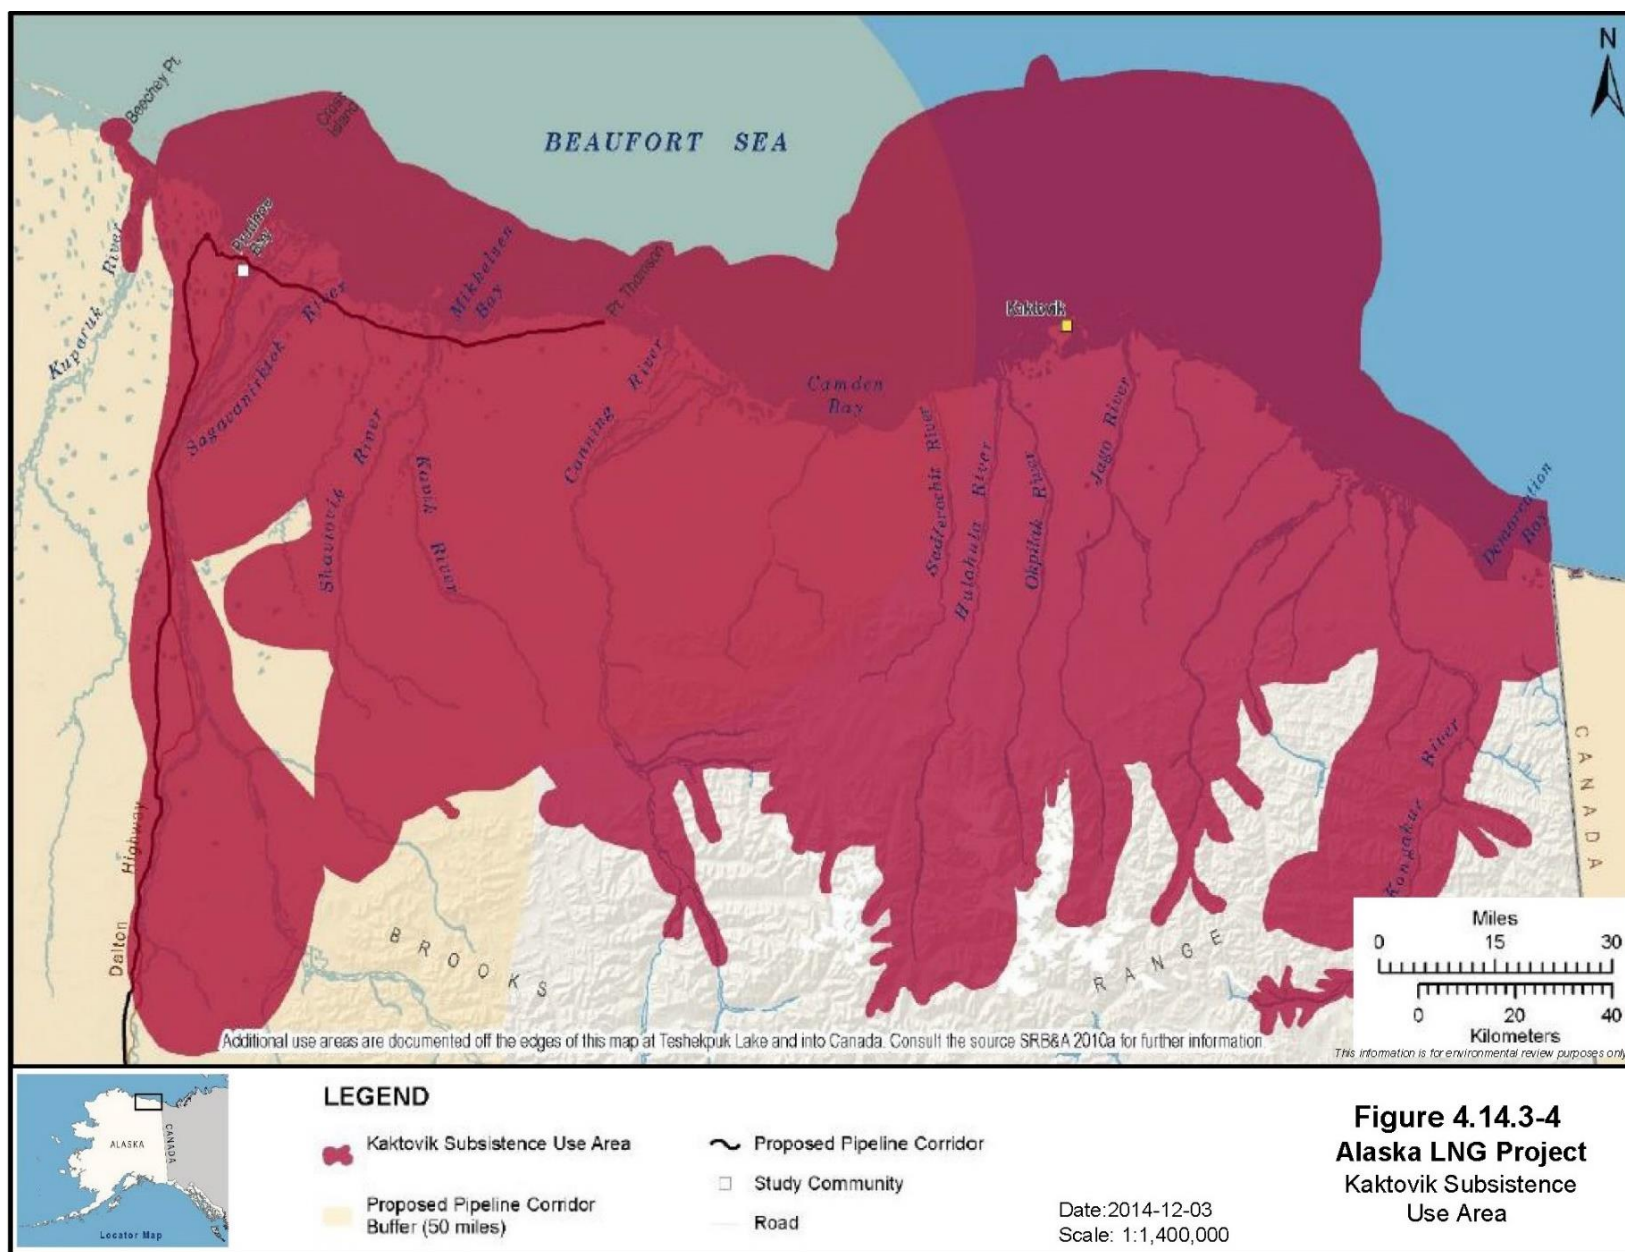 N
Beechey Pt.
Cross
Island
BEAUFORT SEA
Prudhoe
Bay
Kuparuk River
Mikkelsen
Bay
Pt. Thomson
Kaktovik
Sagavanirktok River
Shaviovik River
Kavik River
Canning River
Camden
Bay
Sadlerochit River
Hulahula River
Okpilak River
Jago River
Demarcation
Bay
Kongakut River
CANADA
Dalton Highway
BROOKS RANGE
Miles
0 15 30
0 20 40
Kilometers
Additional use areas are documented off the edges of this map at Teshekpuk Lake and into Canada. Consult the source SRB&A 2010a for further information.
This information is for environmental review purposes only
ALASKA
CANADA
Locator Map
LEGEND
Kaktovik Subsistence Use Area
Proposed Pipeline Corridor
Buffer (50 miles)
Proposed Pipeline Corridor
Study Community
Road
Date:2014-12-03
Scale: 1:1,400,000
Figure 4.14.3-4
Alaska LNG Project
Kaktovik Subsistence
Use Area